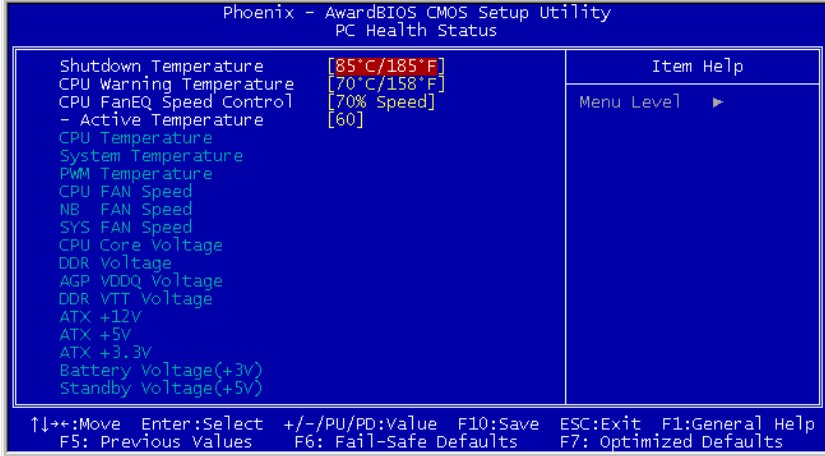 Phoenix - AwardBIOS CMOS Setup Utility
PC Health Status
Shutdown Temperature [85°C/185°F]
CPU Warning Temperature [70°C/158°F]
CPU FanEQ Speed Control [70% Speed]
- Active Temperature [60]
CPU Temperature
System Temperature
PWM Temperature
CPU FAN Speed
NB FAN Speed
SYS FAN Speed
CPU Core Voltage
DDR Voltage
AGP VDDQ Voltage
DDR VTT Voltage
ATX +12V
ATX +5V
ATX +3.3V
Battery Voltage(+3V)
Standby Voltage(+5V)
Item Help
Menu Level ►
↑↓→←:Move Enter:Select +/-/PU/PD:Value F10:Save ESC:Exit F1:General Help
F5: Previous Values F6: Fail-Safe Defaults F7: Optimized Defaults